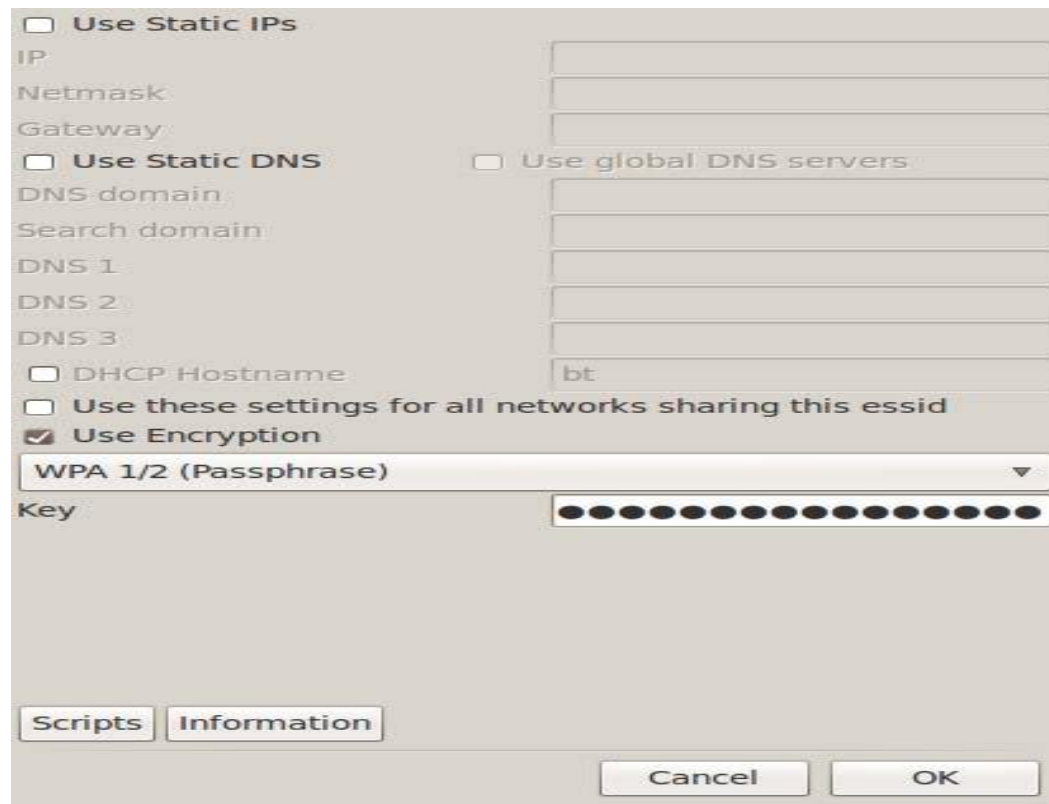 Use Static IPs
IP
Netmask
Gateway
Use Static DNS Use global DNS servers
DNS domain
Search domain
DNS 1
DNS 2
DNS 3
DHCP Hostname bt
Use these settings for all networks sharing this essid
Use Encryption
WPA 1/2 (Passphrase)
Key ●●●●●●●●●●●●●●●●
Scripts Information
Cancel OK